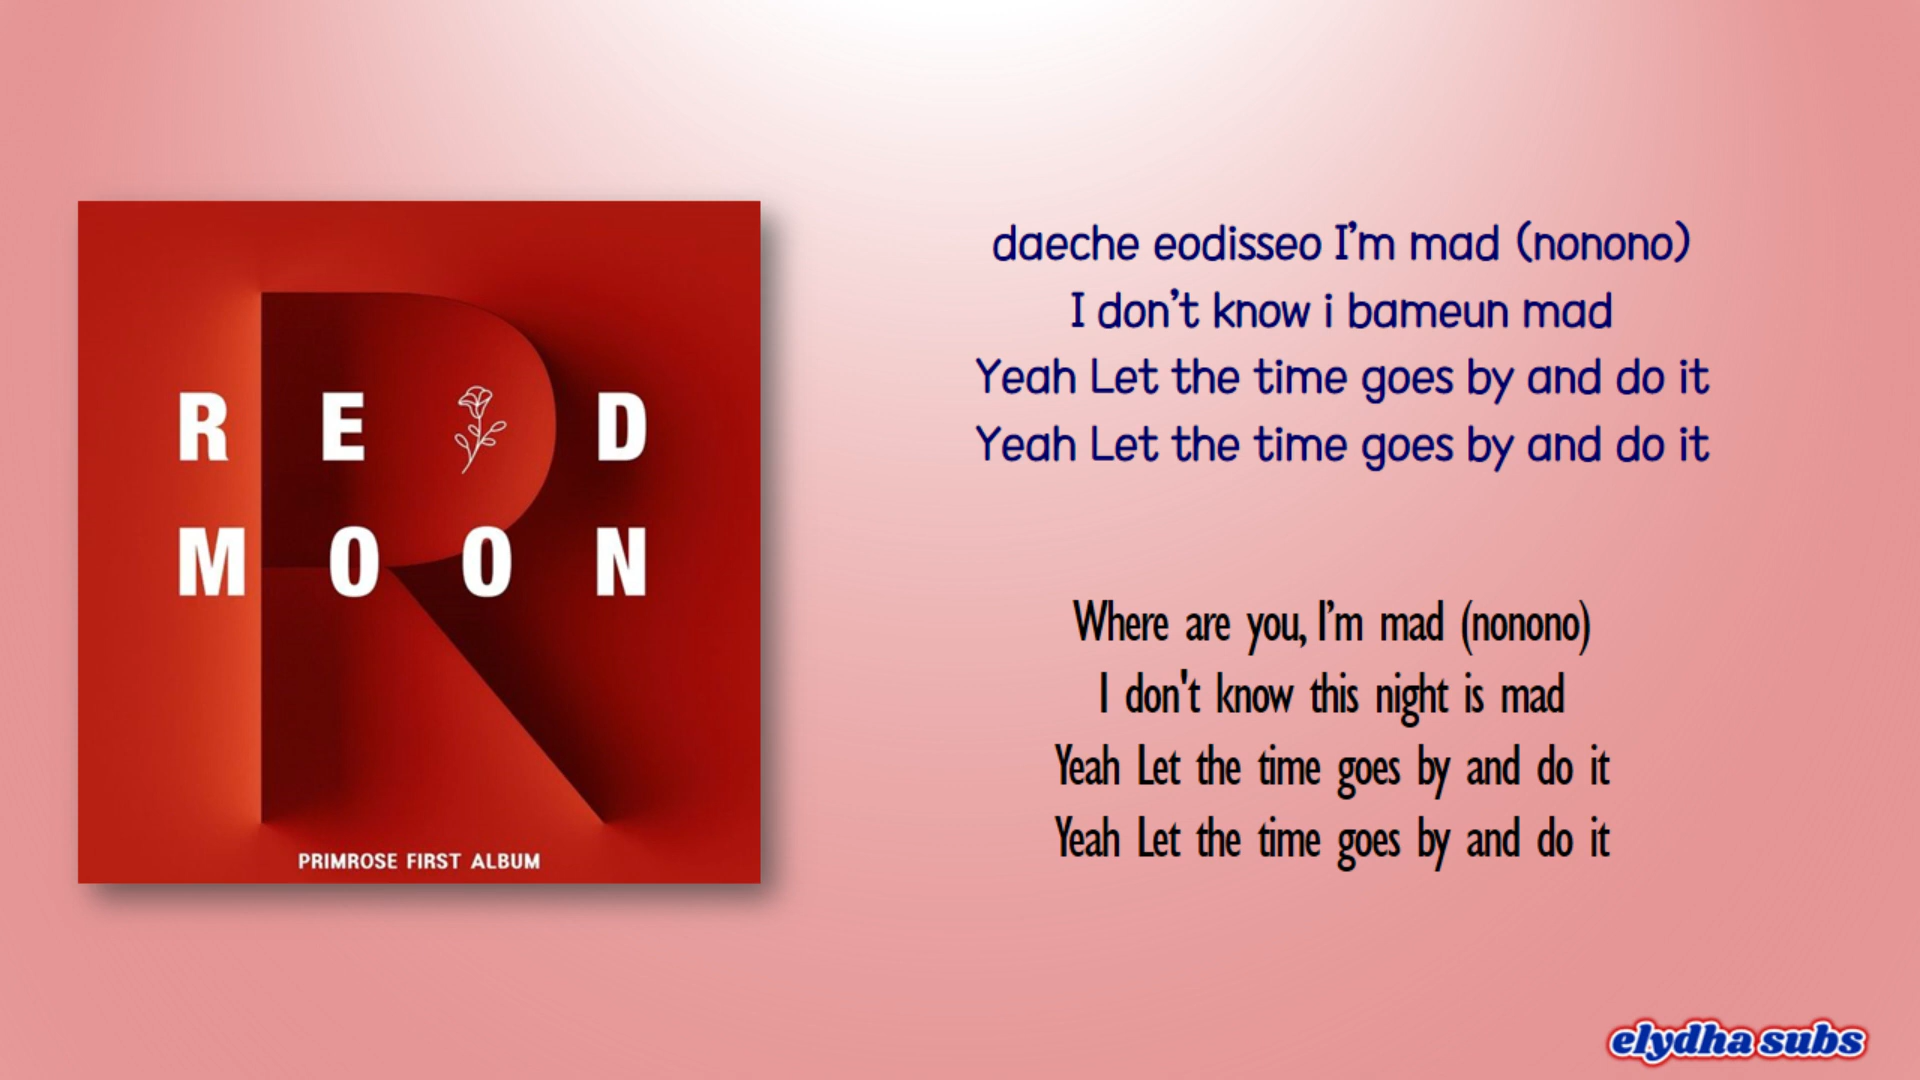 RED
MOON
PRIMROSE FIRST ALBUM
daeche eodisseo I’m mad (nonono)
I don’t know i bameun mad
Yeah Let the time goes by and do it
Yeah Let the time goes by and do it
Where are you, I’m mad (nonono)
I don't know this night is mad
Yeah Let the time goes by and do it
Yeah Let the time goes by and do it
elydha subs